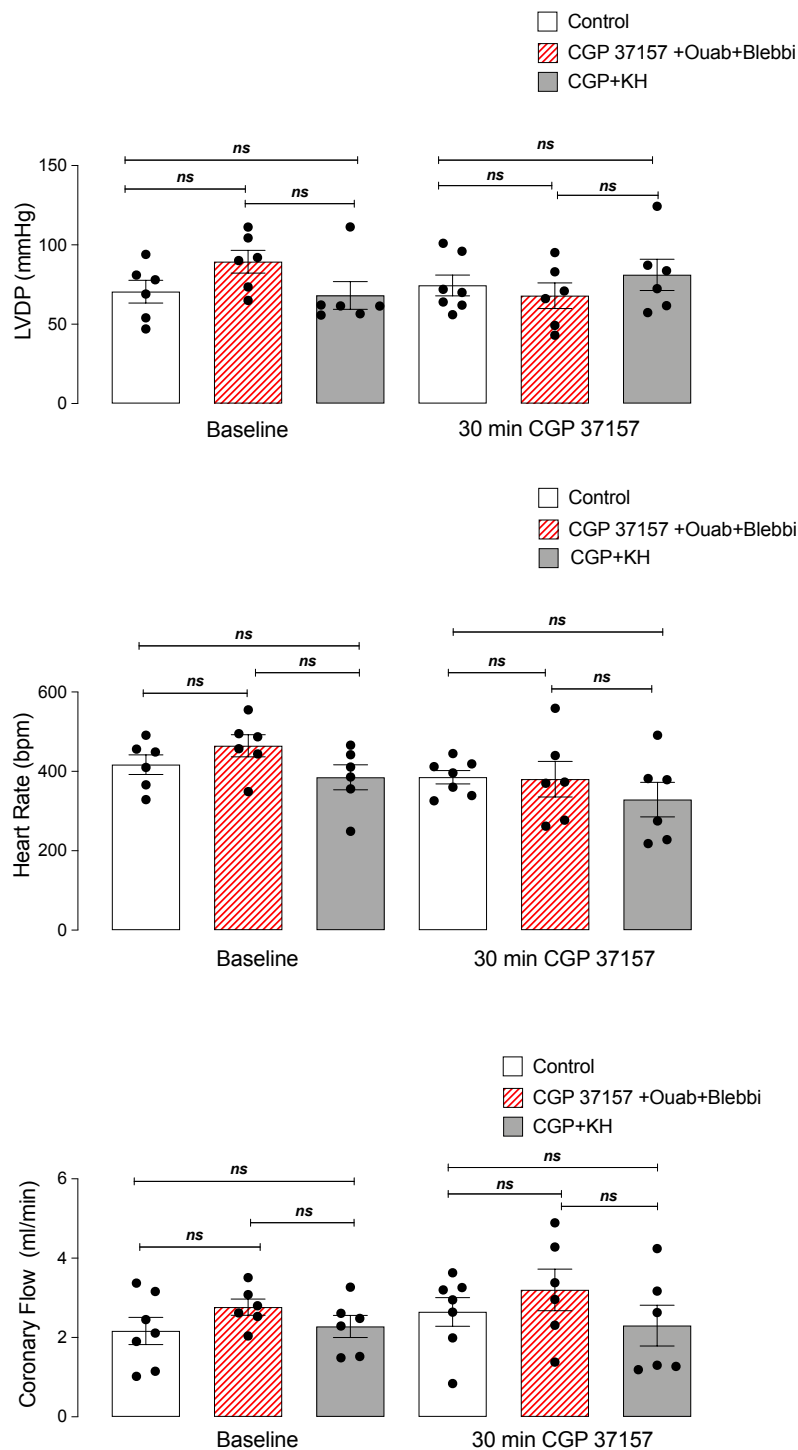 Control
CGP 37157 +Ouab+Blebbi
CGP+KH
ns
ns
ns
ns
ns
ns
LVDP (mmHg)
150
100
50
0
Baseline
30 min CGP 37157
Control
CGP 37157 +Ouab+Blebbi
CGP+KH
ns
ns
ns
ns
ns
ns
Heart Rate (bpm)
600
400
200
0
Baseline
30 min CGP 37157
Control
CGP 37157 +Ouab+Blebbi
CGP+KH
ns
ns
ns
ns
ns
ns
Coronary Flow (ml/min)
6
4
2
0
Baseline
30 min CGP 37157